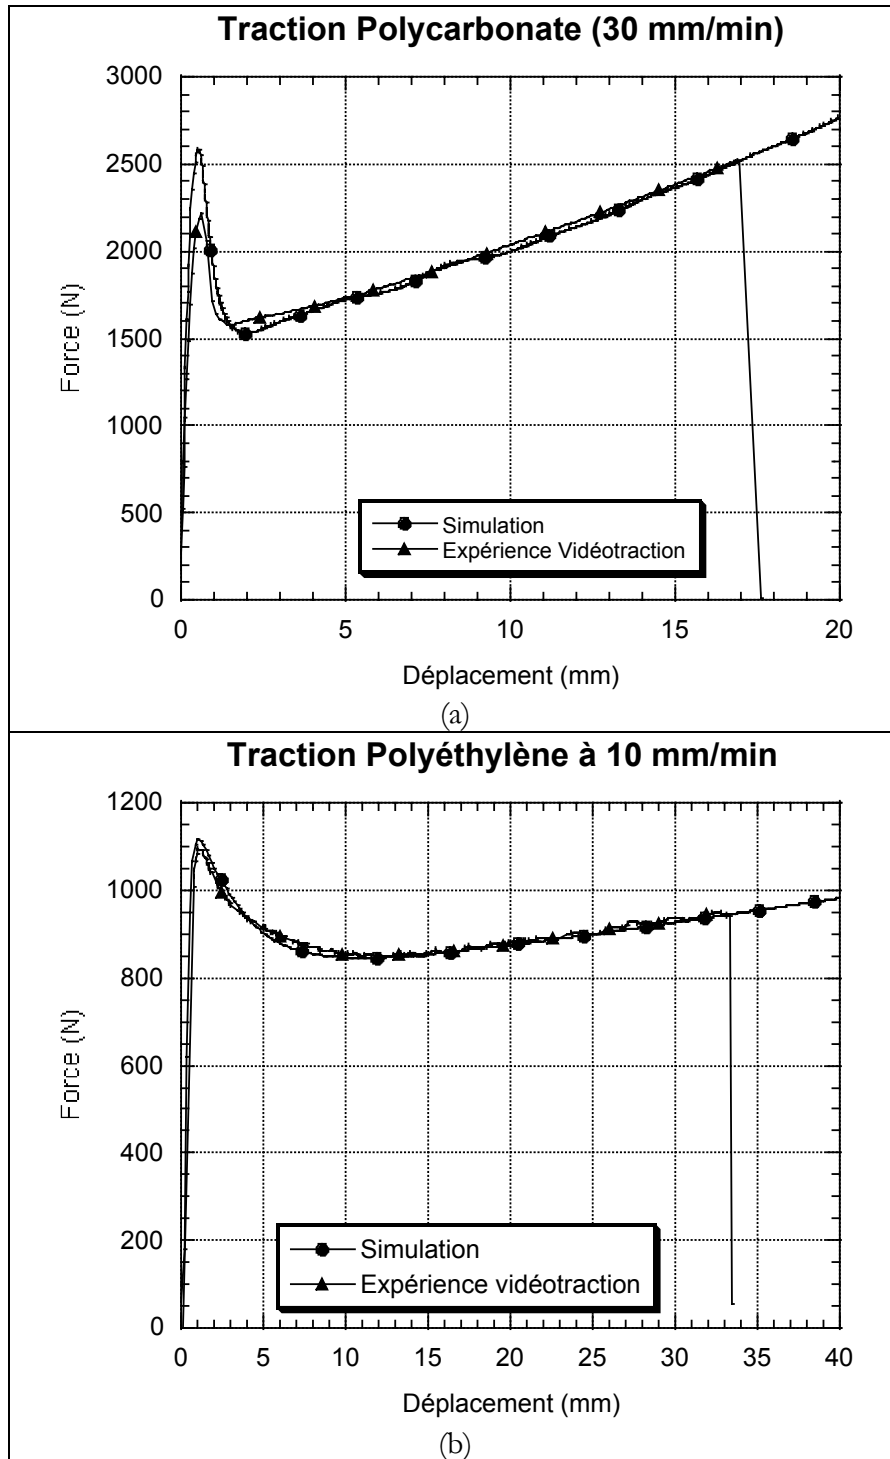 Traction Polycarbonate (30 mm/min)
3000
2500
2000
1500
1000
500
0
Force (N)
Simulation
Expérience Vidéotraction
0 5 10 15 20
Déplacement (mm)
(a)
Traction Polyéthylène à 10 mm/min
1200
1000
800
600
400
200
0
Force (N)
Simulation
Expérience vidéotraction
0 5 10 15 20 25 30 35 40
Déplacement (mm)
(b)